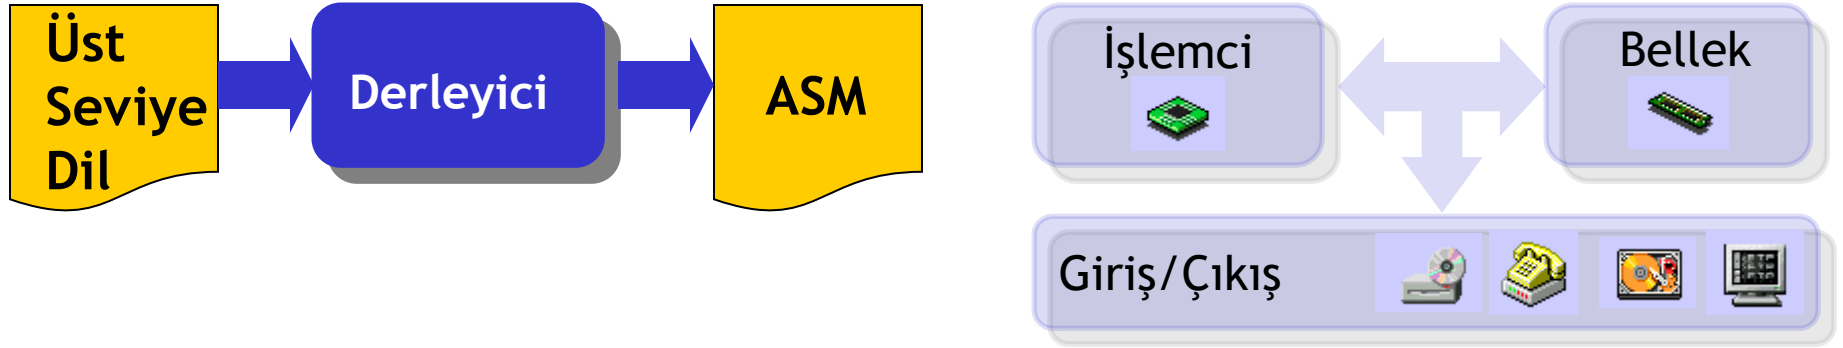 Üst
Seviye
Dil
Derleyici
ASM
İşlemci
Bellek
Giriş/Çıkış